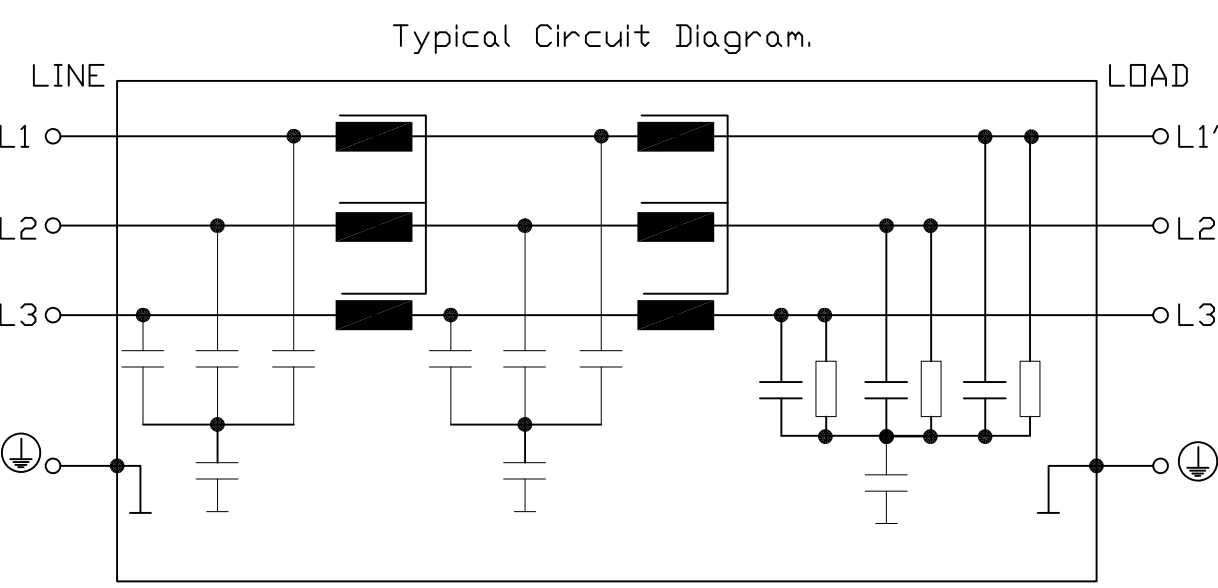 Typical Circuit Diagram.
LINE
LOAD
L1
L1'
L2
L2
L3
L3